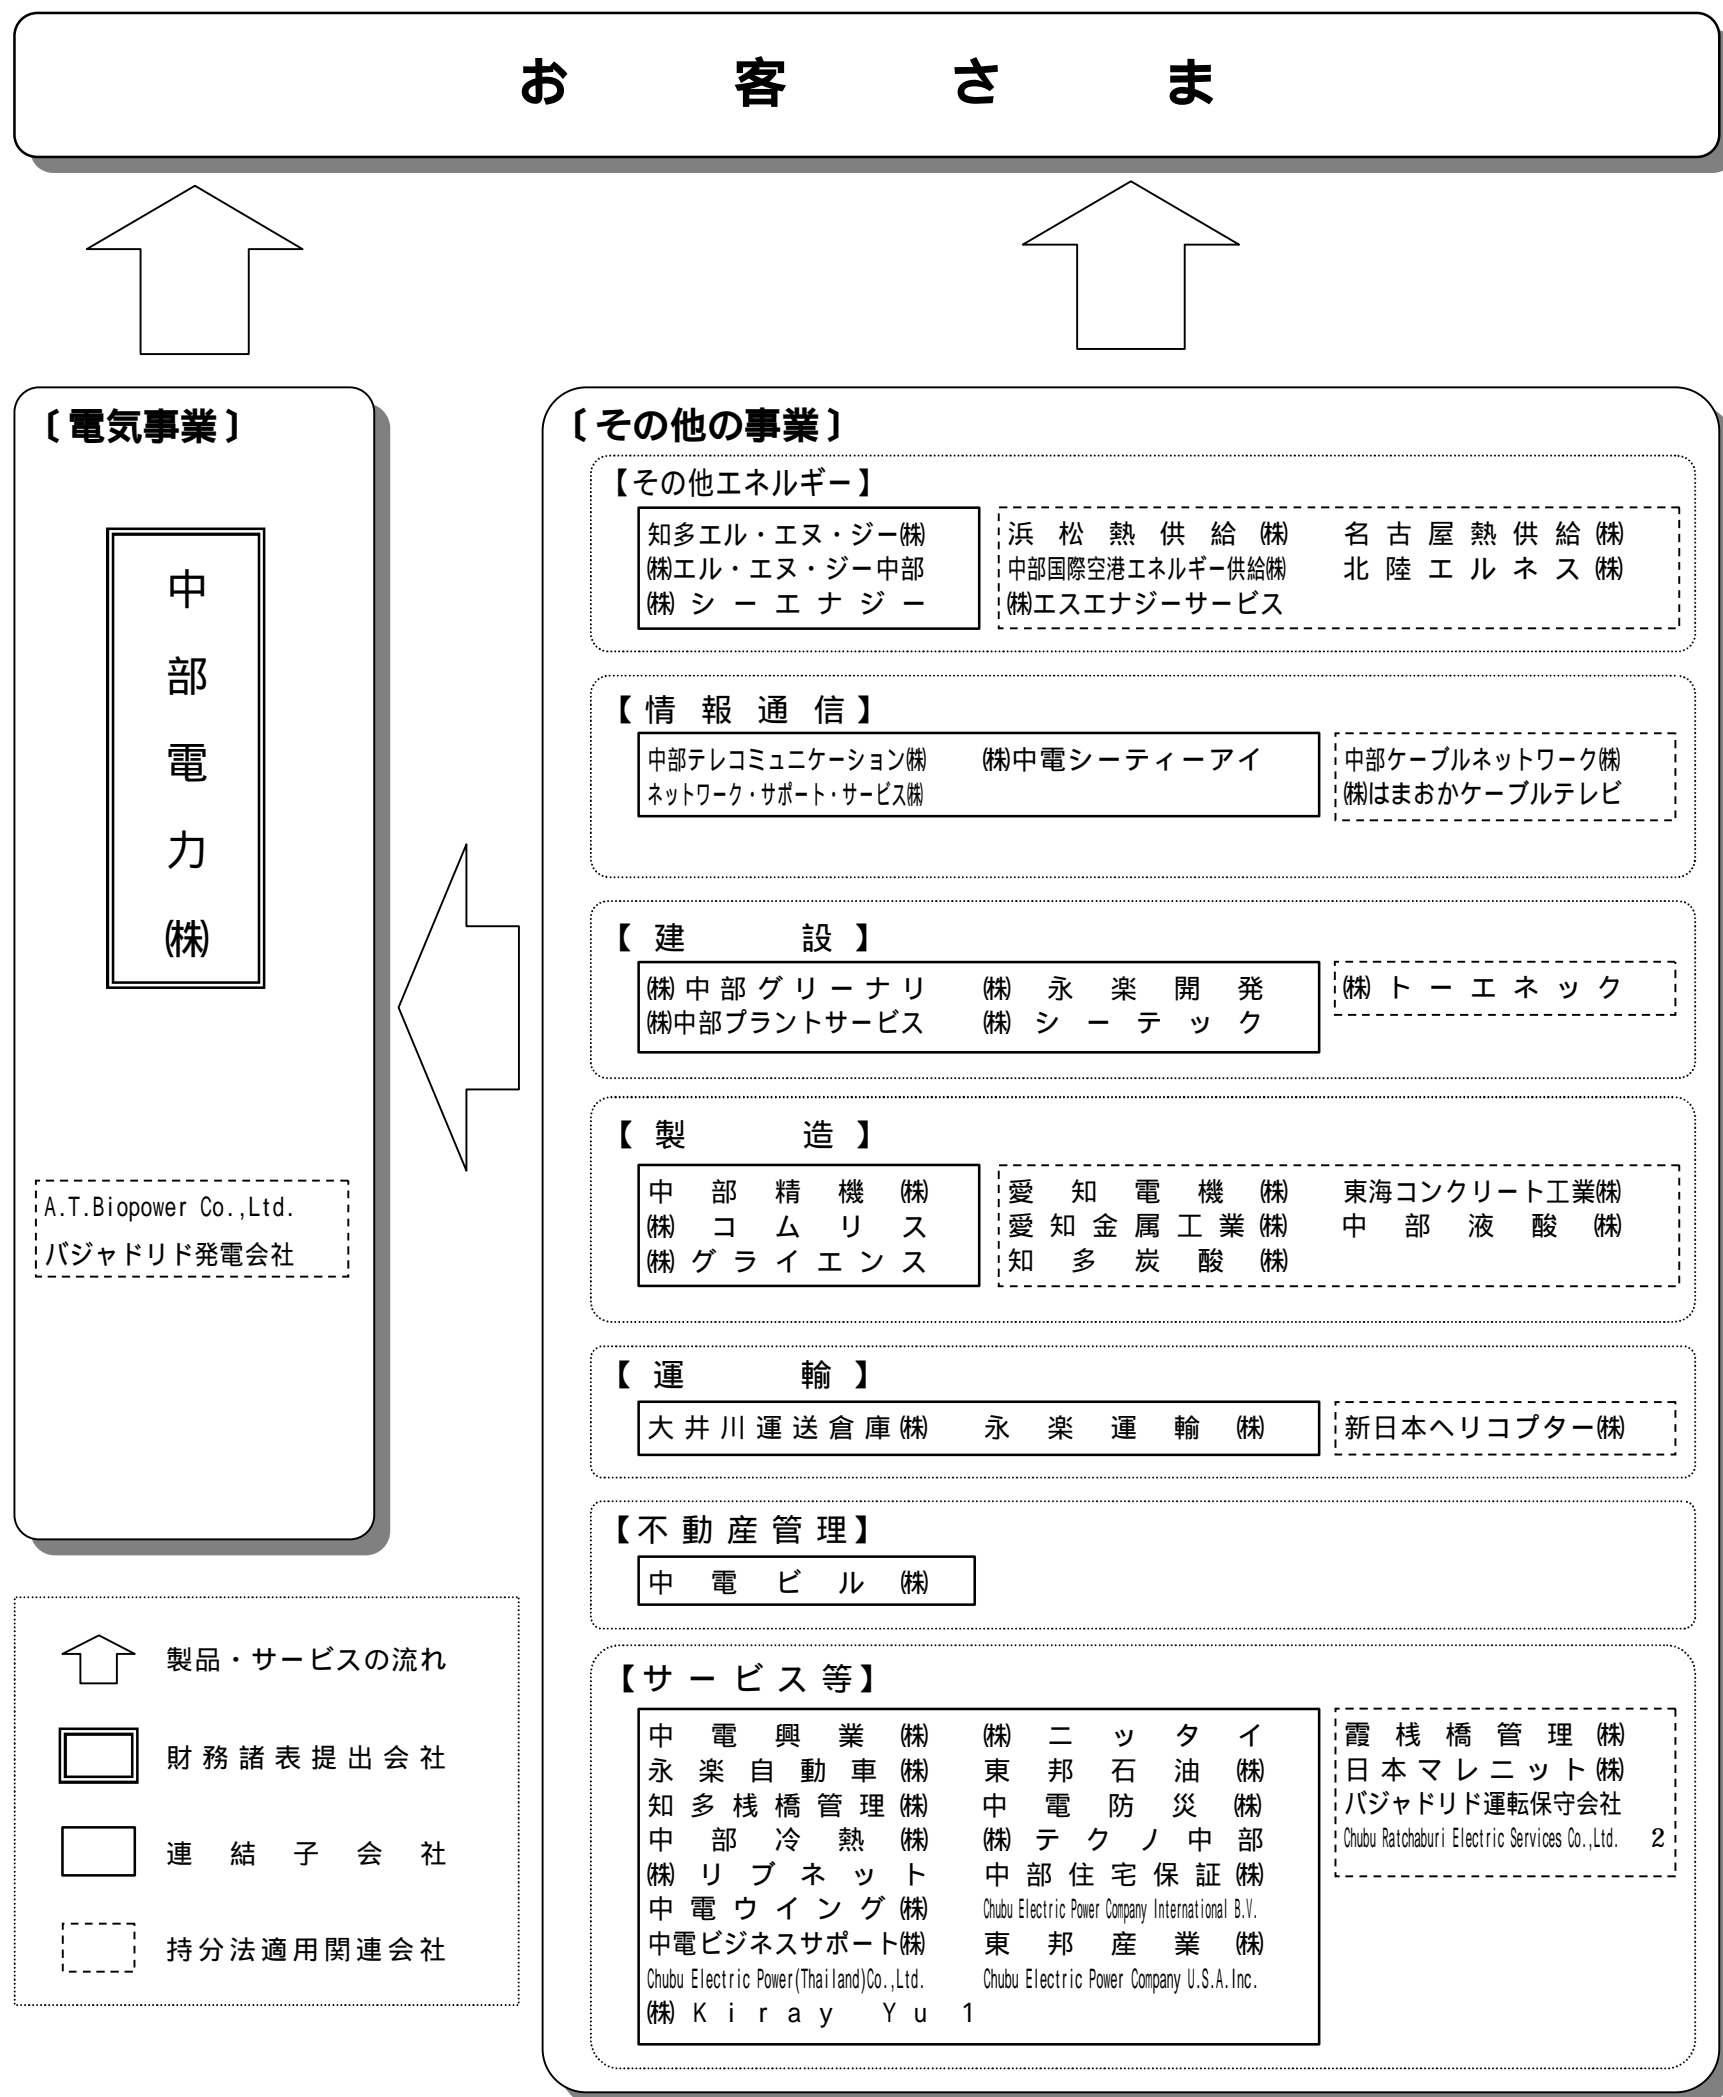 お客さま
〔電気事業〕
中部電力㈱
A.T.Biopower Co.,Ltd.
バジャドリド発電会社
製品・サービスの流れ
財務諸表提出会社
連結子会社
持分法適用関連会社
〔その他の事業〕
【その他エネルギー】
知多エル・エヌ・ジー㈱
㈱エル・エヌ・ジー中部
㈱シーエナジー
浜松熱供給㈱ 名古屋熱供給㈱
中部国際空港エネルギー供給㈱ 北陸エルネス㈱
㈱エスエナジーサービス
【情報通信】
中部テレコミュニケーション㈱ ㈱中電シーティーアイ
ネットワーク・サポート・サービス㈱
中部ケーブルネットワーク㈱
㈱はまおかケーブルテレビ
【建設】
㈱中部グリーナリ ㈱永楽開発
㈱中部プラントサービス ㈱シーテック
㈱トーエネック
【製造】
中部精機㈱
㈱コムリス
㈱グライエンス
愛知電機㈱ 東海コンクリート工業㈱
愛知金属工業㈱ 中部液酸㈱
知多炭酸㈱
【運輸】
大井川運送倉庫㈱ 永楽運輸㈱
新日本ヘリコプター㈱
【不動産管理】
中電ビル㈱
【サービス等】
中電興業㈱ ㈱ニッタイ
永楽自動車㈱ 東邦石油㈱
知多桟橋管理㈱ 中電防災㈱
中部冷熱㈱ ㈱テクノ中部
㈱リブネット 中部住宅保証㈱
中電ウイング㈱ Chubu Electric Power Company International B.V.
中電ビジネスサポート㈱ 東邦産業㈱
Chubu Electric Power(Thailand)Co.,Ltd. Chubu Electric Power Company U.S.A.Inc.
㈱Kiray Yu 1
霞桟橋管理㈱
日本マレニット㈱
バジャドリド運転保守会社
Chubu Ratchaburi Electric Services Co.,Ltd. 2